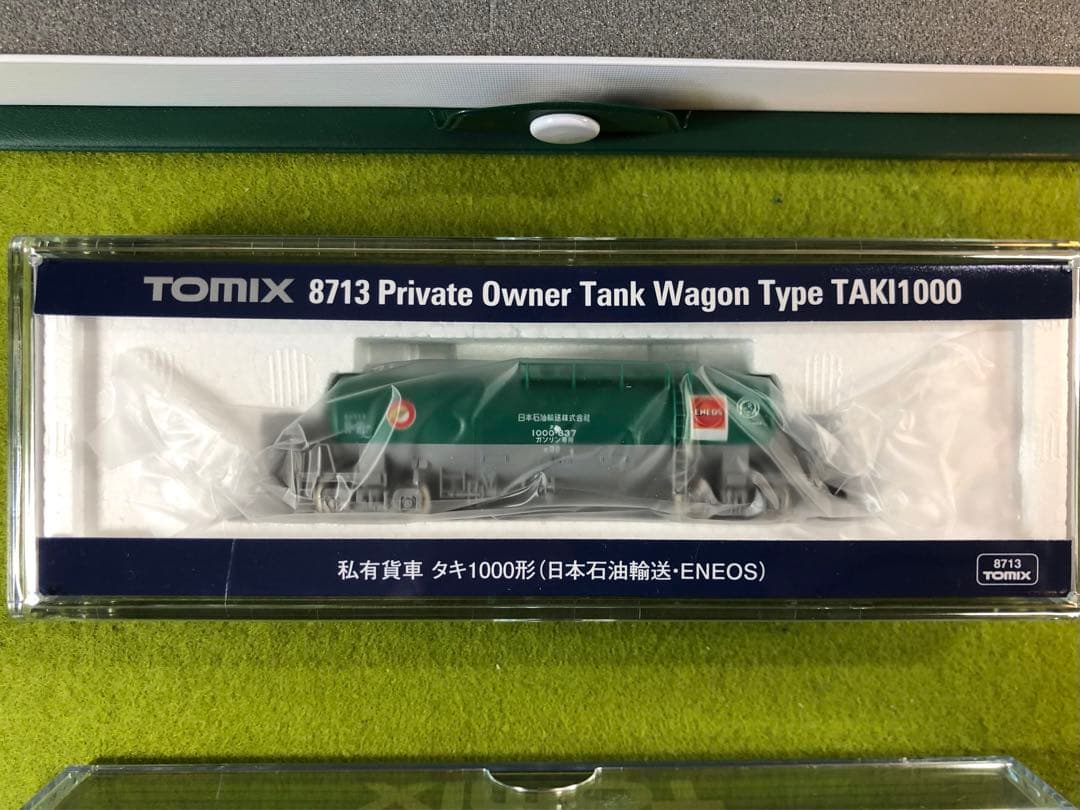 TOMIX 8713 Private Owner Tank Wagon Type TAKI1000
日本石油輸送株式会社
1000-837
ガソリン専用
ENEOS
私有貨車 タキ1000形(日本石油輸送・ENEOS)
8713
TOMIX